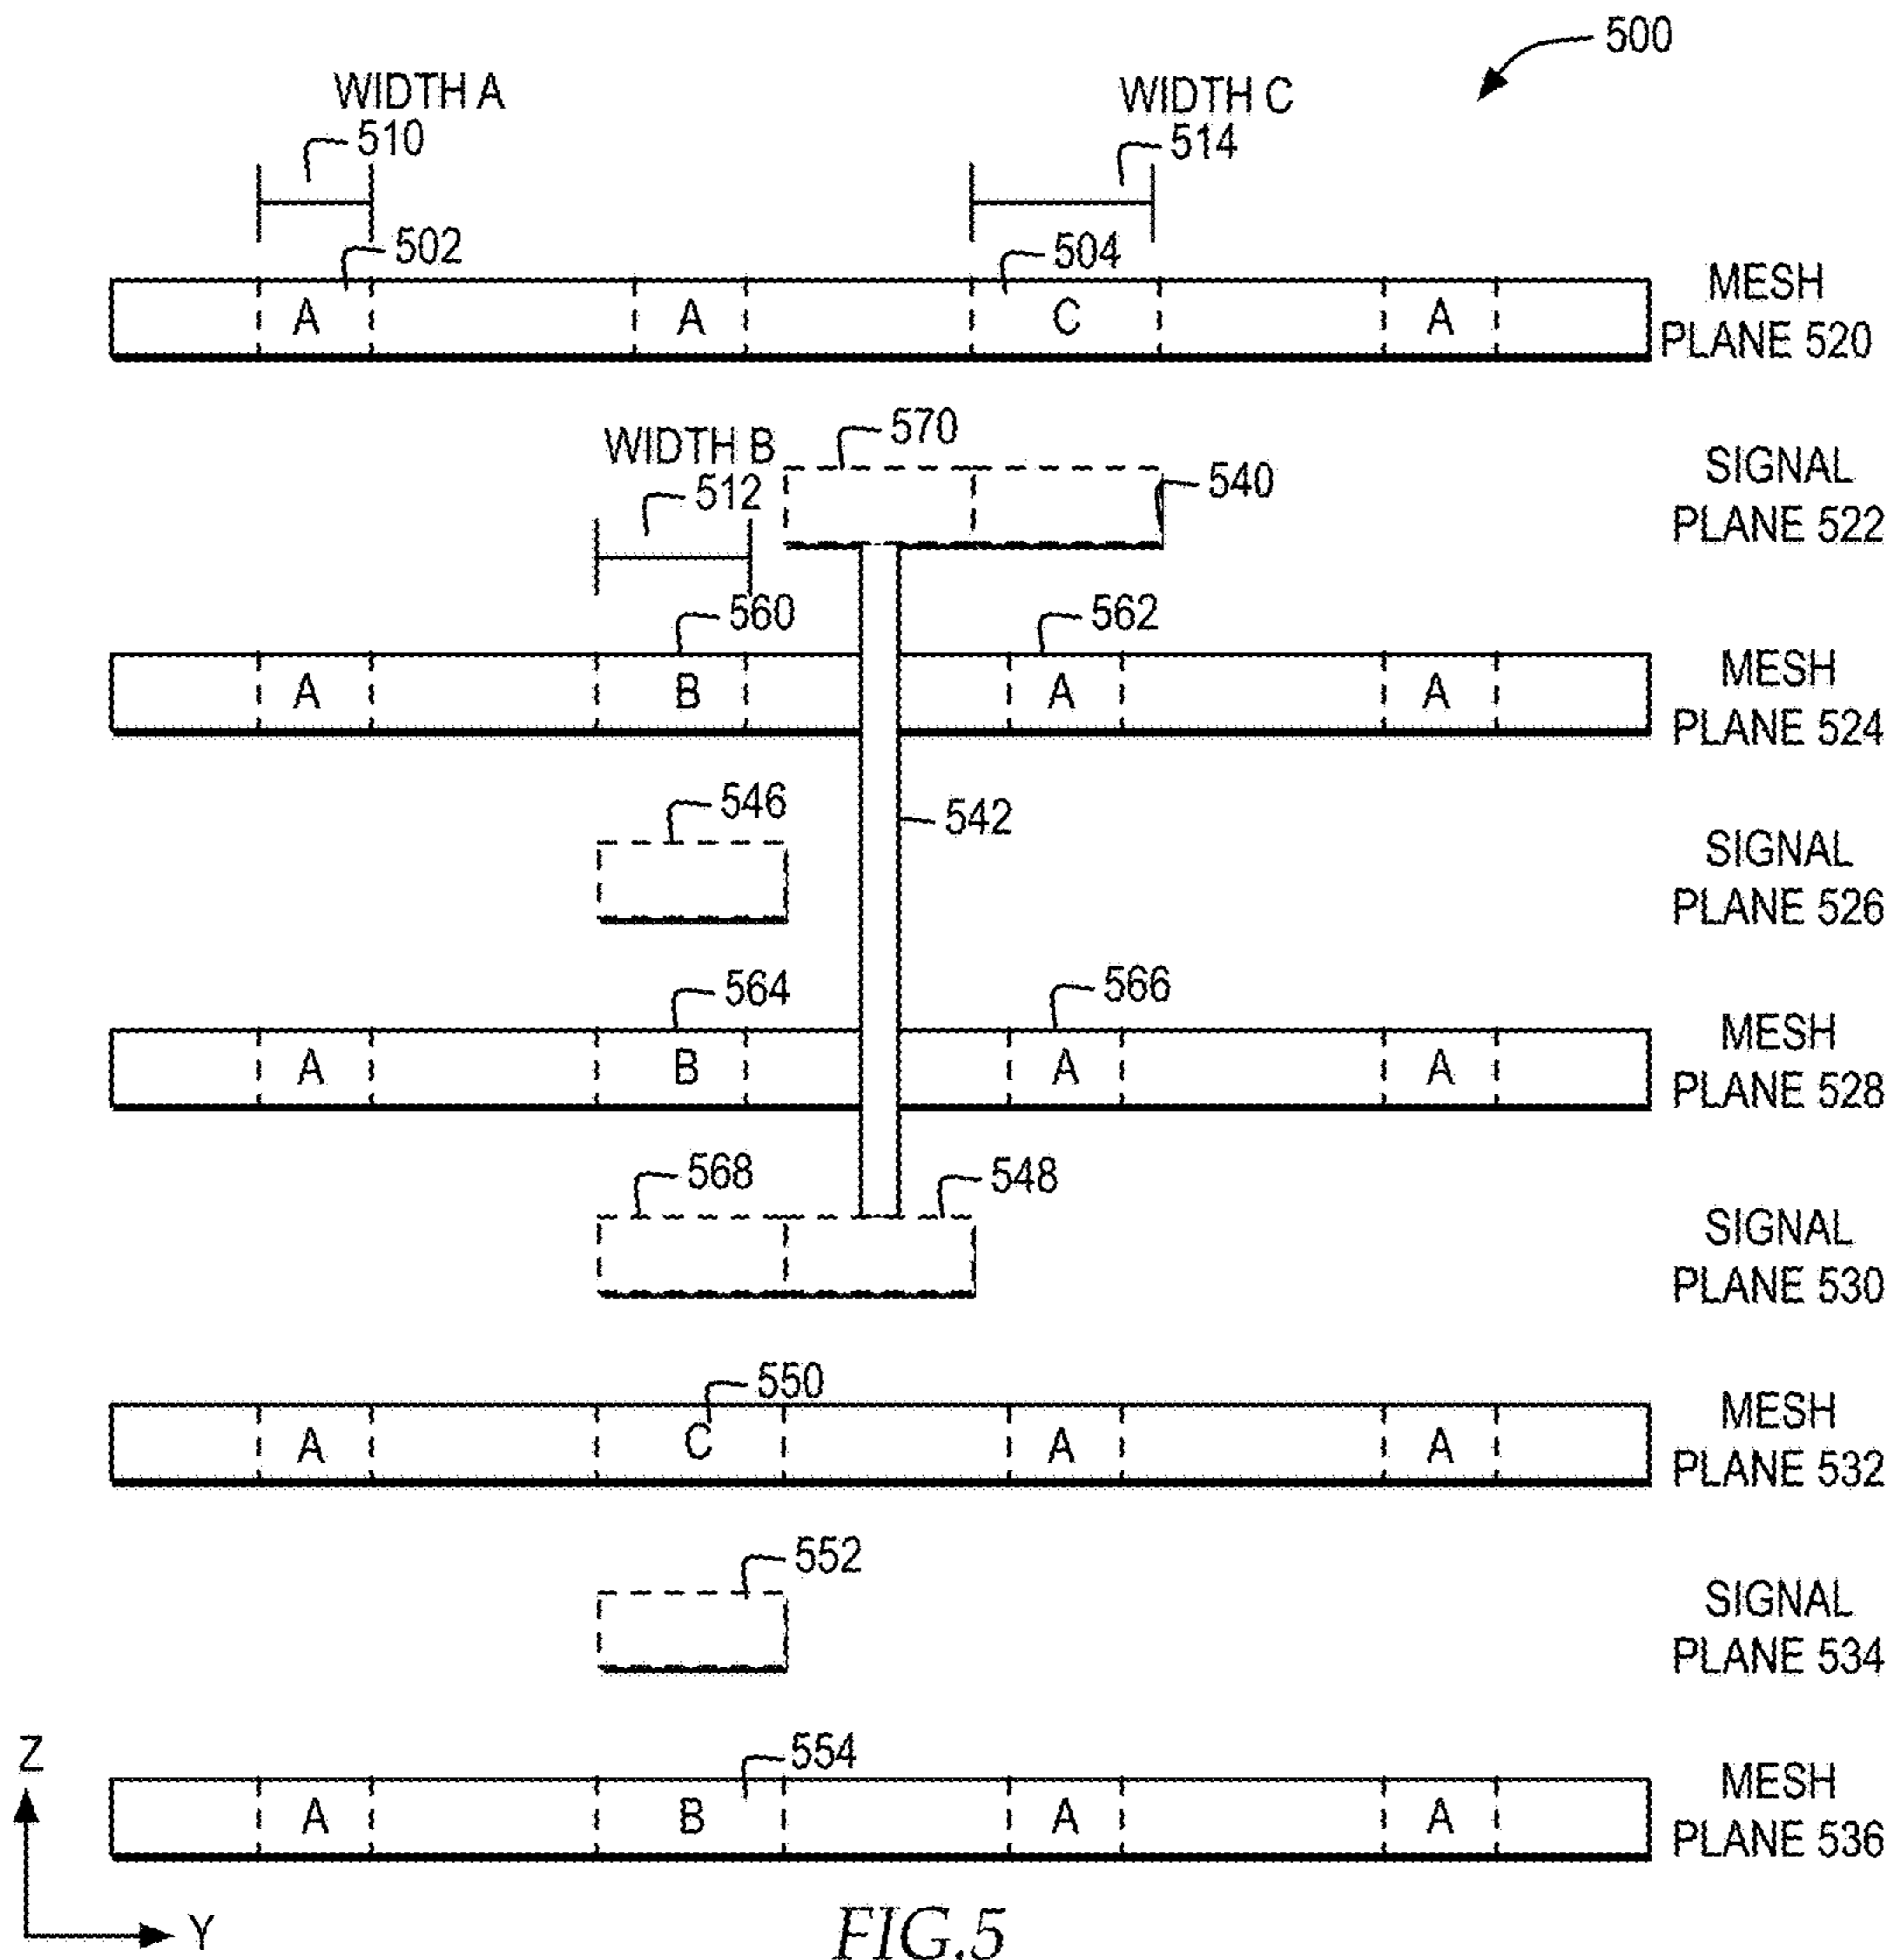 500
WIDTH A
510
WIDTH C
514
502
504
A A C A
MESH
PLANE 520
570
WIDTH B
512
540
SIGNAL
PLANE 522
560
562
A B A A
MESH
PLANE 524
546
542
SIGNAL
PLANE 526
564
566
A B A A
MESH
PLANE 528
568
548
SIGNAL
PLANE 530
550
A C A A
MESH
PLANE 532
552
SIGNAL
PLANE 534
554
A B A A
MESH
PLANE 536
Z
Y
FIG.5